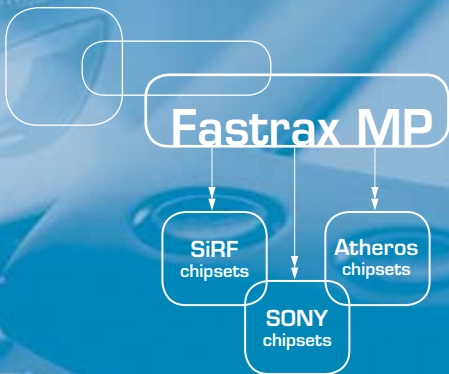 Fastrax MP
SiRF
chipsets
Atheros
chipsets
SONY
chipsets